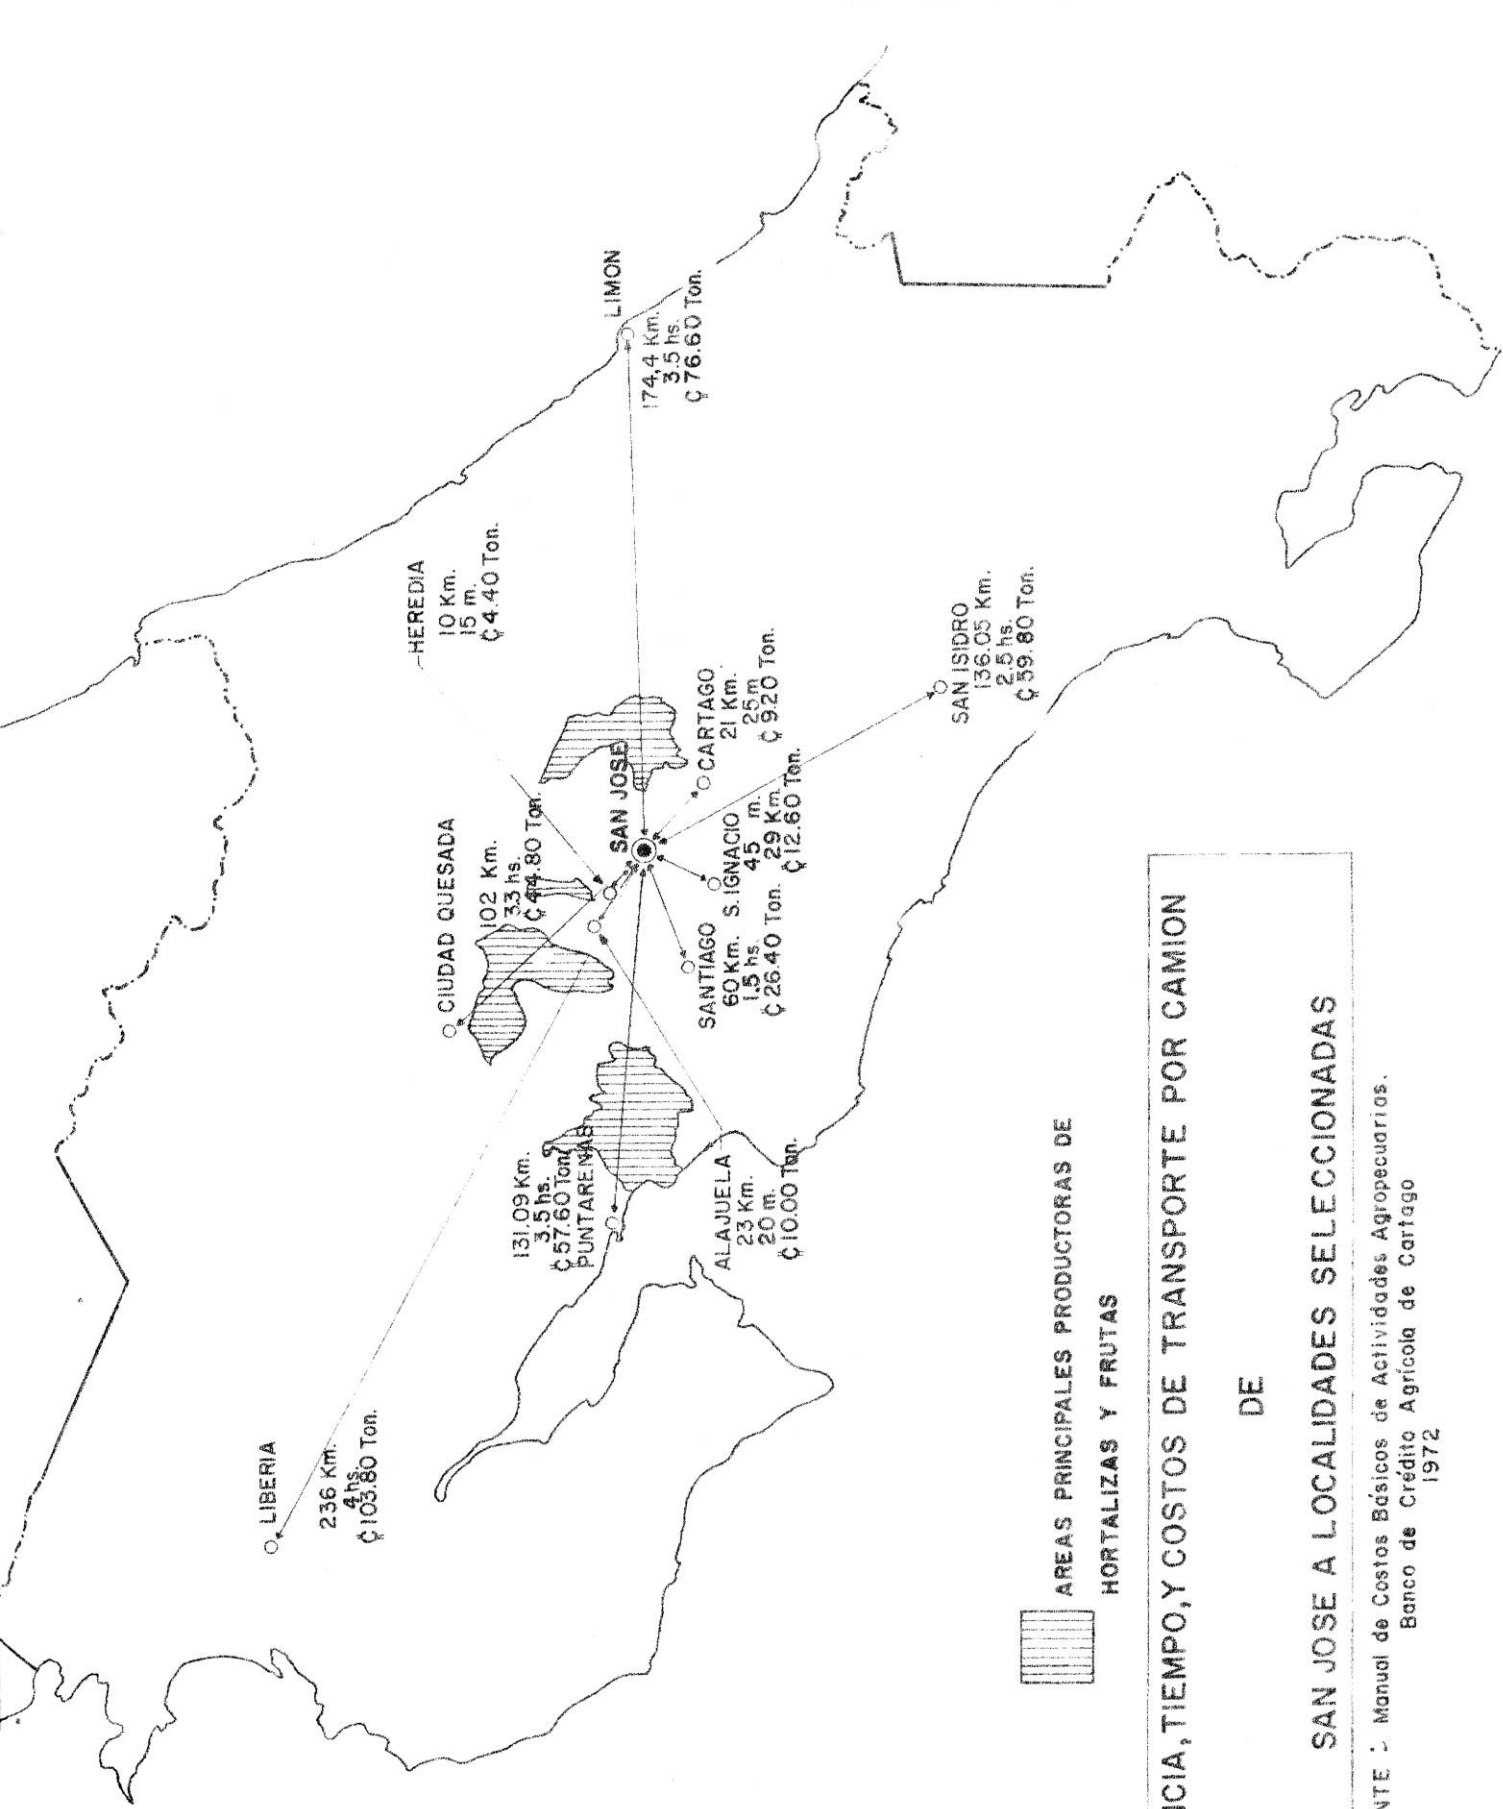 LIBERIA
236 Km.
4 hs.
₡103.80 Ton.
CIUDAD QUESADA
102 Km.
3.3 hs.
₡44.80 Ton.
HEREDIA
10 Km.
15 m.
₡4.40 Ton.
131.09 Km.
3.5 hs.
₡57.60 Ton.
PUNTARENAS
SAN JOSE
LIMON
174,4 Km.
3.5 hs.
₡76.60 Ton.
ALAJUELA
23 Km.
20 m.
₡10.00 Ton.
SANTIAGO
60 Km.
1.5 hs.
₡26.40 Ton.
S. IGNACIO
45 m.
29 Km.
₡12.60 Ton.
CARTAGO
21 Km.
25 m
₡9.20 Ton.
SAN ISIDRO
136.05 Km.
2.5 hs.
₡59.80 Ton.
AREAS PRINCIPALES PRODUCTORAS DE
HORTALIZAS Y FRUTAS
NCIA, TIEMPO, Y COSTOS DE TRANSPORTE POR CAMION
DE
SAN JOSE A LOCALIDADES SELECCIONADAS
NTE : Manual de Costos Básicos de Actividades Agropecuarias.
Banco de Crédito Agrícola de Cartago
1972